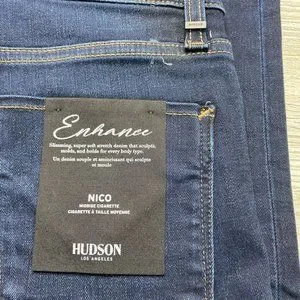 Enhance
Slimming, super soft stretch denim that sculpts,
molds, and holds for every body type.
Un denim souple et amincissant qui sculpte
et moule
NICO
MIDRISE CIGARETTE
CIGARETTE À TAILLE MOYENNE
HUDSON
LOS ANGELES